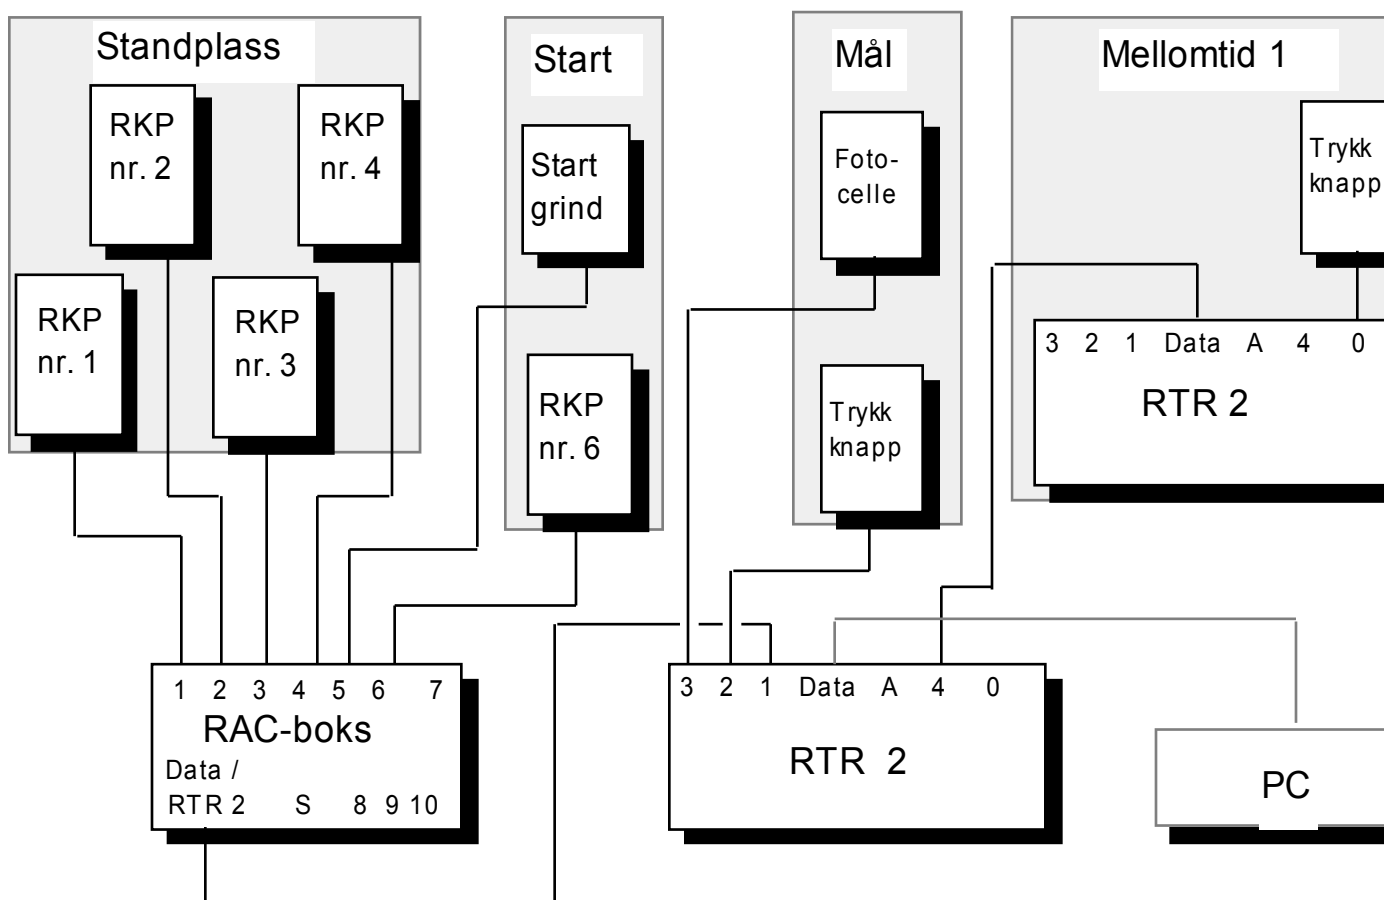 Standplass
RKP
nr. 2
RKP
nr. 4
RKP
nr. 1
RKP
nr. 3
Start
Start
grind
RKP
nr. 6
Mål
Foto-
celle
Trykk
knapp
Mellomtid 1
Trykk
knapp
3 2 1 Data A 4 0
RTR 2
1 2 3 4 5 6 7
RAC-boks
Data /
RTR 2 S 8 9 10
3 2 1 Data A 4 0
RTR 2
PC